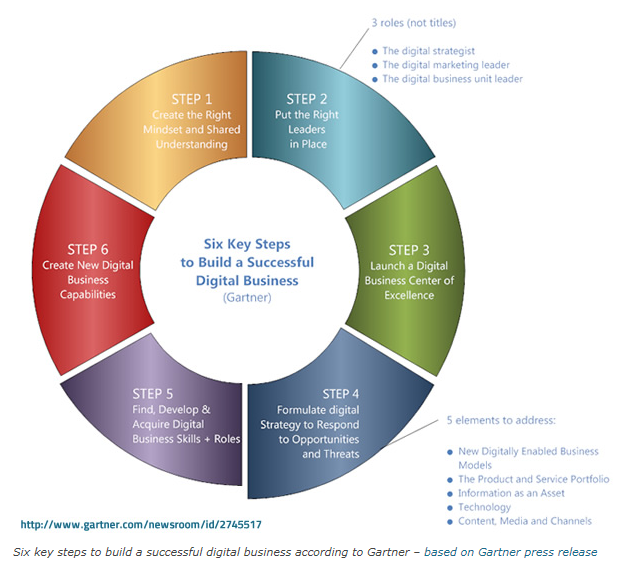 3 roles (not titles)
The digital strategist
The digital marketing leader
The digital business unit leader
STEP 1
Create the Right
Mindset and Shared
Understanding
STEP 2
Put the Right
Leaders
in Place
STEP 3
Launch a Digital
Business Center of
Excellence
STEP 4
Formulate digital
Strategy to Respond
to Opportunities
and Threats
5 elements to address:
New Digitally Enabled Business
Models
The Product and Service Portfolio
Information as an Asset
Technology
Content, Media and Channels
STEP 5
Find, Develop &
Acquire Digital
Business Skills + Roles
STEP 6
Create New Digital
Business
Capabilities
Six Key Steps
to Build a Successful
Digital Business
(Gartner)
http://www.gartner.com/newsroom/id/2745517
Six key steps to build a successful digital business according to Gartner – based on Gartner press release